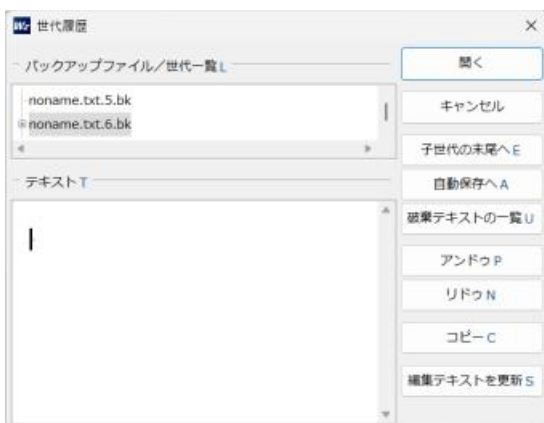 Wz 世代履歴
バックアップファイル／世代一覧L
noname.txt.5.bk
noname.txt.6.bk
テキストT
開く
キャンセル
子世代の末尾へE
自動保存へA
破棄テキストの一覧U
アンドゥP
リドゥN
コピーC
編集テキストを更新S